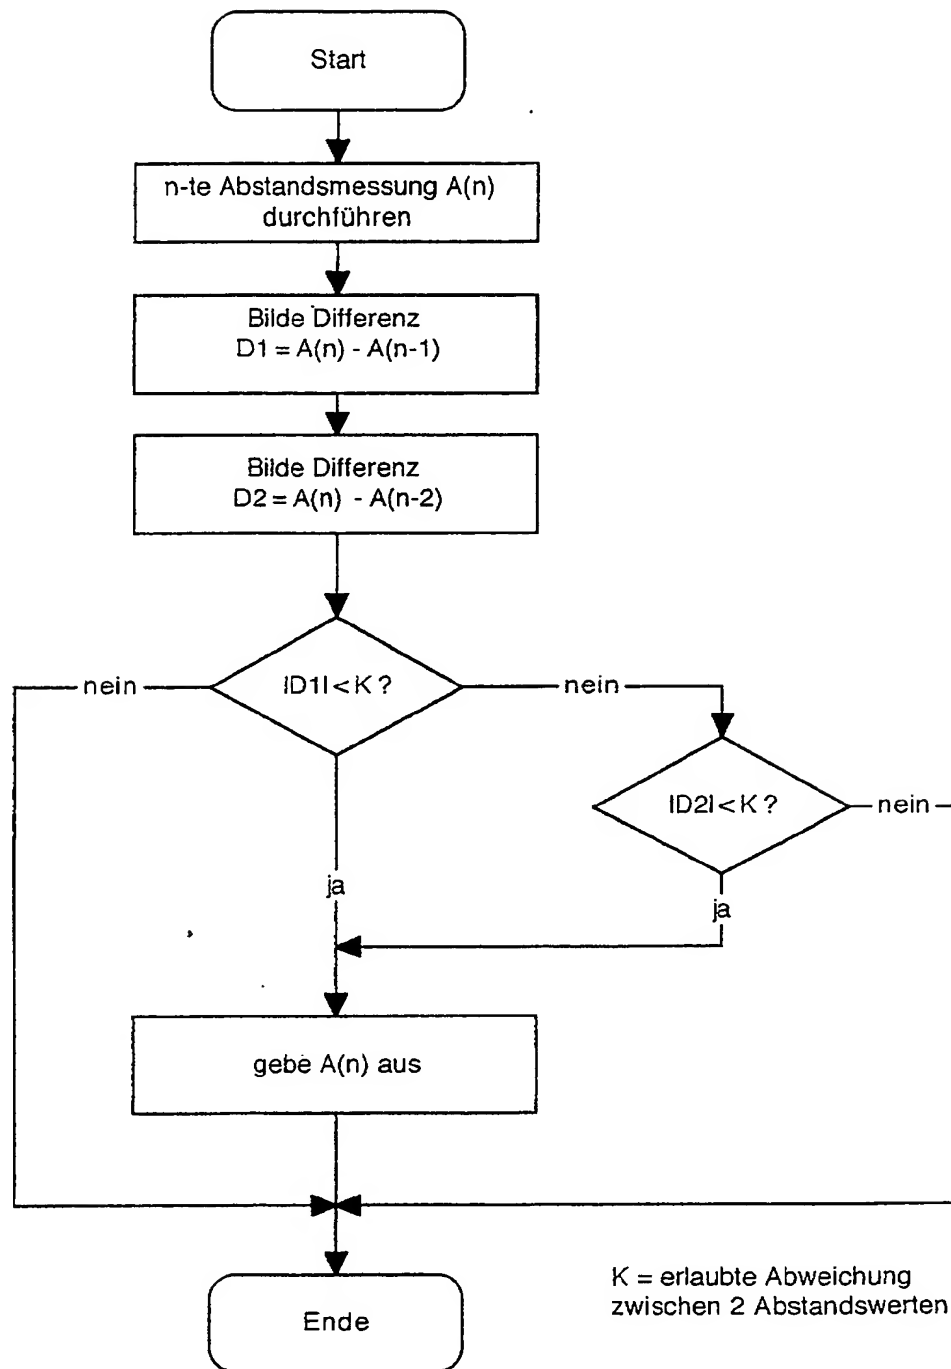 Start
n-te Abstandsmessung A(n)
durchführen
Bilde Differenz
D1 = A(n) - A(n-1)
Bilde Differenz
D2 = A(n) - A(n-2)
nein
|D1|<K ?
nein
|D2|<K ?
nein
ja
ja
gebe A(n) aus
K = erlaubte Abweichung
zwischen 2 Abstandswerten
Ende